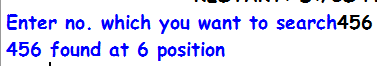 Enter no. which you want to search456
456 found at 6 position